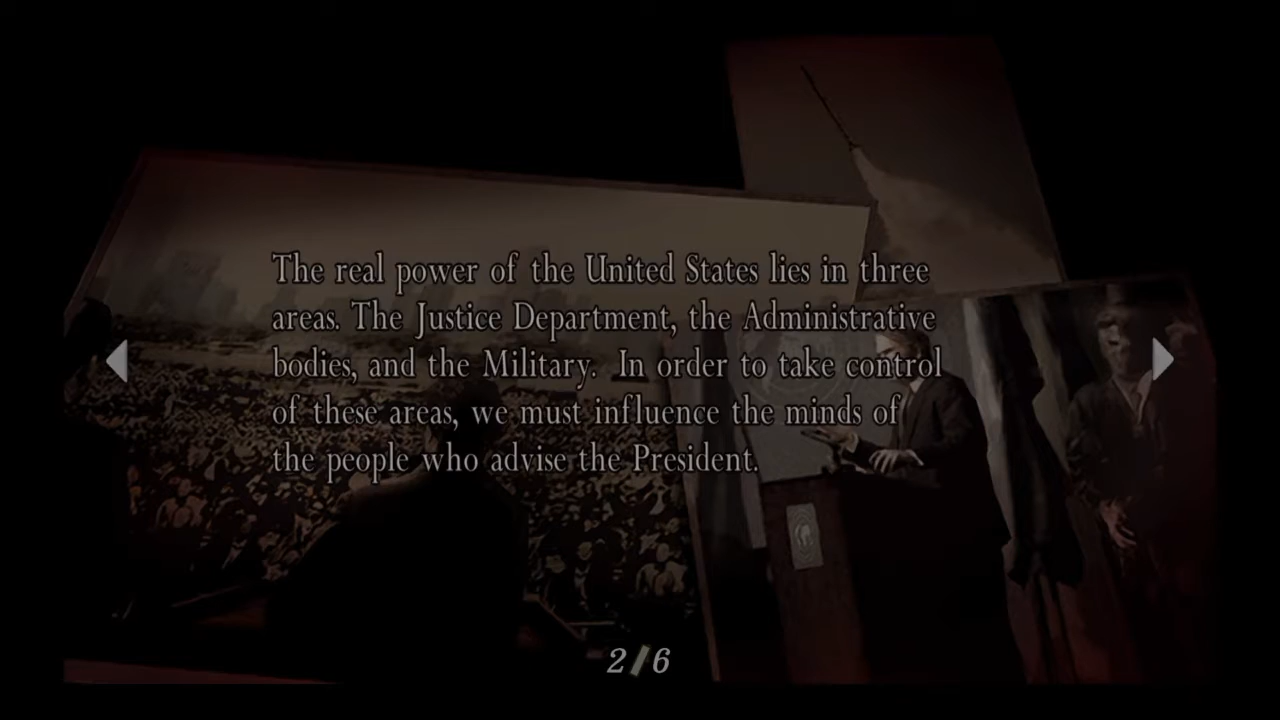 The real power of the United States lies in three
areas. The Justice Department, the Administrative
bodies, and the Military. In order to take control
of these areas, we must influence the minds of
the people who advise the President.
2/6